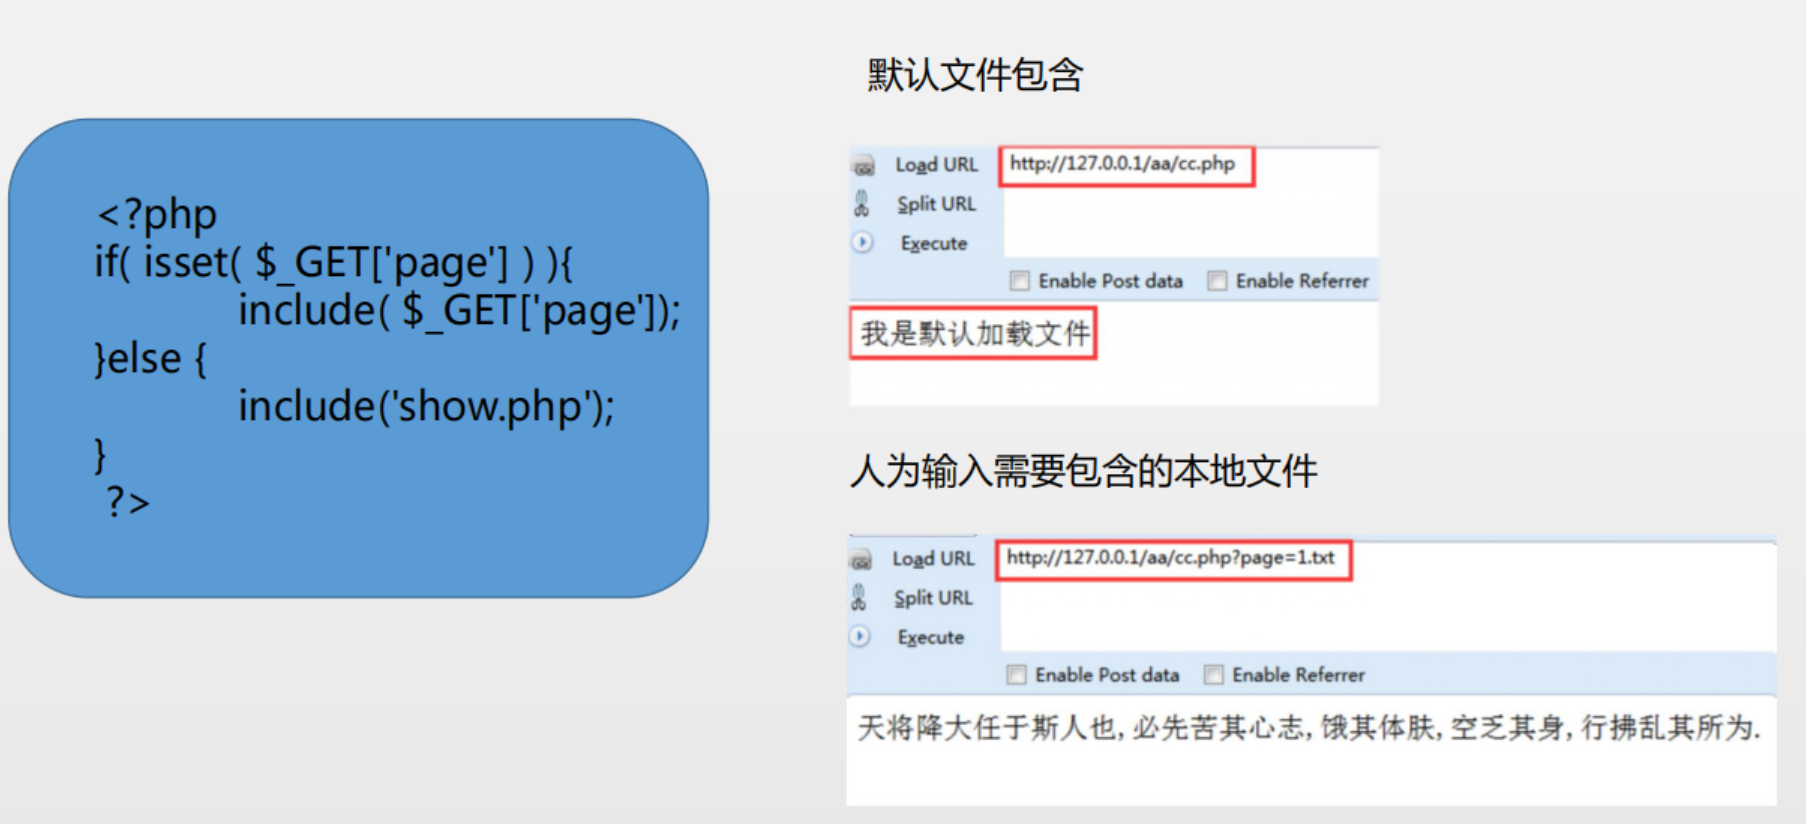 <?php
if( isset( $_GET['page'] ) ){
include( $_GET['page']);
}else {
include('show.php');
}
?>
默认文件包含
Load URL
http://127.0.0.1/aa/cc.php
Split URL
Execute
Enable Post data
Enable Referrer
我是默认加载文件
人为输入需要包含的本地文件
Load URL
http://127.0.0.1/aa/cc.php?page=1.txt
Split URL
Execute
Enable Post data
Enable Referrer
天将降大任于斯人也,必先苦其心志,饿其体肤,空乏其身,行拂乱其所为.